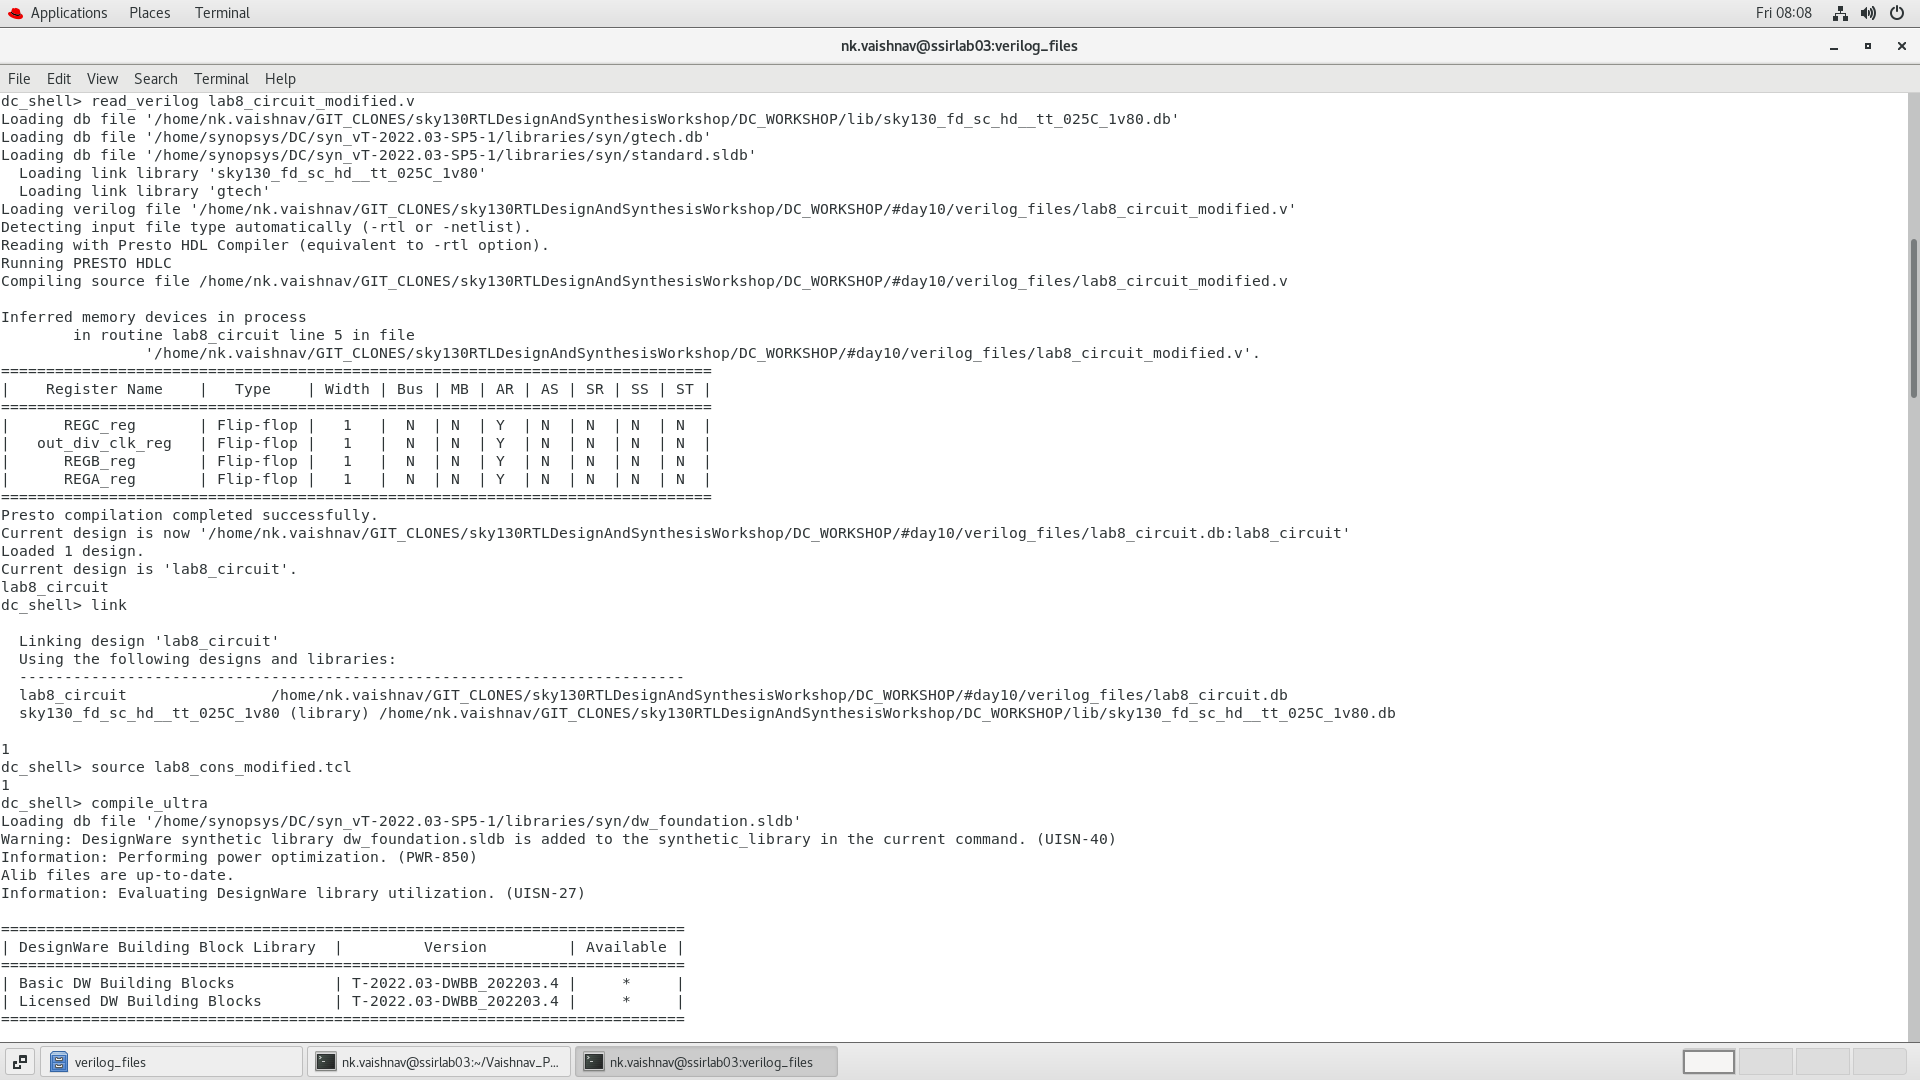 Applications Places Terminal Fri 08:08
nk.vaishnav@ssirlab03:verilog_files
File Edit View Search Terminal Help
dc_shell> read_verilog lab8_circuit_modified.v
Loading db file '/home/nk.vaishnav/GIT_CLONES/sky130RTLDesignAndSynthesisWorkshop/DC_WORKSHOP/lib/sky130_fd_sc_hd__tt_025C_1v80.db'
Loading db file '/home/synopsys/DC/syn_vT-2022.03-SP5-1/libraries/syn/gtech.db'
Loading db file '/home/synopsys/DC/syn_vT-2022.03-SP5-1/libraries/syn/standard.sldb'
  Loading link library 'sky130_fd_sc_hd__tt_025C_1v80'
  Loading link library 'gtech'
Loading verilog file '/home/nk.vaishnav/GIT_CLONES/sky130RTLDesignAndSynthesisWorkshop/DC_WORKSHOP/#day10/verilog_files/lab8_circuit_modified.v'
Detecting input file type automatically (-rtl or -netlist).
Reading with Presto HDL Compiler (equivalent to -rtl option).
Running PRESTO HDLC
Compiling source file /home/nk.vaishnav/GIT_CLONES/sky130RTLDesignAndSynthesisWorkshop/DC_WORKSHOP/#day10/verilog_files/lab8_circuit_modified.v
Inferred memory devices in process
        in routine lab8_circuit line 5 in file
                '/home/nk.vaishnav/GIT_CLONES/sky130RTLDesignAndSynthesisWorkshop/DC_WORKSHOP/#day10/verilog_files/lab8_circuit_modified.v'.
===============================================================================
|    Register Name    |   Type    | Width | Bus | MB | AR | AS | SR | SS | ST |
===============================================================================
|      REGC_reg       | Flip-flop |   1   |  N  | N  | Y  | N  | N  | N  | N  |
|   out_div_clk_reg   | Flip-flop |   1   |  N  | N  | Y  | N  | N  | N  | N  |
|      REGB_reg       | Flip-flop |   1   |  N  | N  | Y  | N  | N  | N  | N  |
|      REGA_reg       | Flip-flop |   1   |  N  | N  | Y  | N  | N  | N  | N  |
===============================================================================
Presto compilation completed successfully.
Current design is now '/home/nk.vaishnav/GIT_CLONES/sky130RTLDesignAndSynthesisWorkshop/DC_WORKSHOP/#day10/verilog_files/lab8_circuit.db:lab8_circuit'
Loaded 1 design.
Current design is 'lab8_circuit'.
lab8_circuit
dc_shell> link
  Linking design 'lab8_circuit'
  Using the following designs and libraries:
  --------------------------------------------------------------------------
  lab8_circuit                /home/nk.vaishnav/GIT_CLONES/sky130RTLDesignAndSynthesisWorkshop/DC_WORKSHOP/#day10/verilog_files/lab8_circuit.db
  sky130_fd_sc_hd__tt_025C_1v80 (library) /home/nk.vaishnav/GIT_CLONES/sky130RTLDesignAndSynthesisWorkshop/DC_WORKSHOP/lib/sky130_fd_sc_hd__tt_025C_1v80.db
1
dc_shell> source lab8_cons_modified.tcl
1
dc_shell> compile_ultra
Loading db file '/home/synopsys/DC/syn_vT-2022.03-SP5-1/libraries/syn/dw_foundation.sldb'
Warning: DesignWare synthetic library dw_foundation.sldb is added to the synthetic_library in the current command. (UISN-40)
Information: Performing power optimization. (PWR-850)
Alib files are up-to-date.
Information: Evaluating DesignWare library utilization. (UISN-27)
============================================================================
| DesignWare Building Block Library  |         Version         | Available |
============================================================================
| Basic DW Building Blocks           | T-2022.03-DWBB_202203.4 |     *     |
| Licensed DW Building Blocks        | T-2022.03-DWBB_202203.4 |     *     |
============================================================================
verilog_files nk.vaishnav@ssirlab03:~/Vaishnav_P... nk.vaishnav@ssirlab03:verilog_files